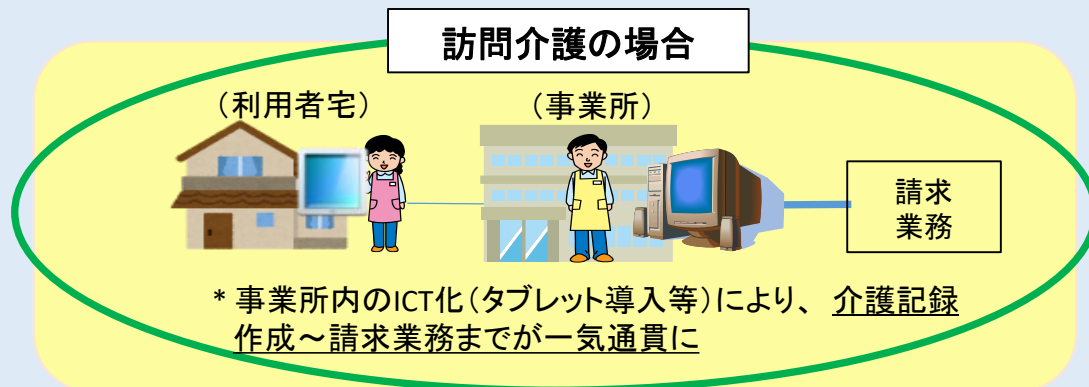 訪問介護の場合
（利用者宅）
（事業所）
請求
業務
* 事業所内のICT化（タブレット導入等）により、 介護記録
作成～請求業務までが一気通貫に